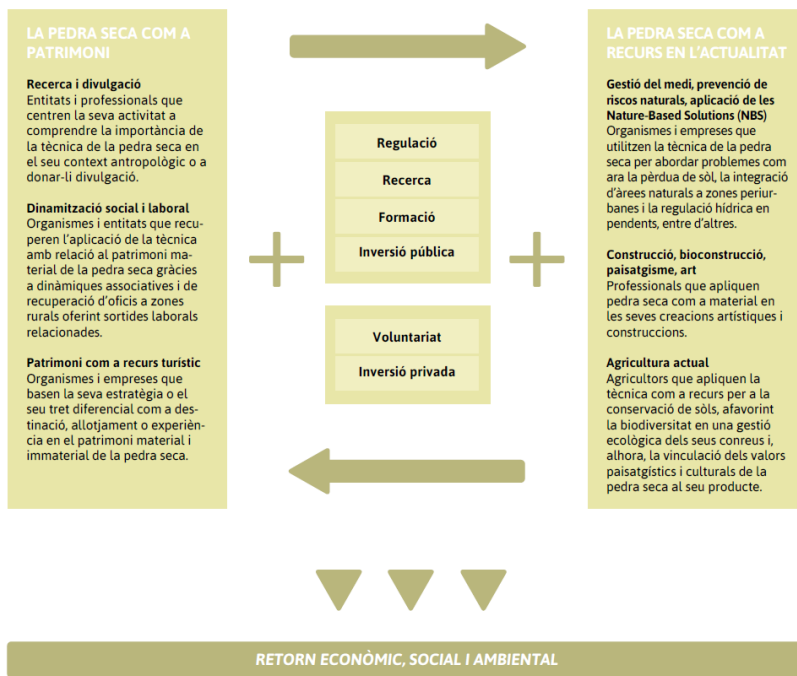 LA PEDRA SECA COM A
PATRIMONI
Recerca i divulgació
Entitats i professionals que
centren la seva activitat a
comprendre la importància de
la tècnica de la pedra seca en
el seu context antropològic o a
donar-li divulgació.
Dinamització social i laboral
Organismes i entitats que recu-
peren l'aplicació de la tècnica
amb relació al patrimoni ma-
terial de la pedra seca gràcies
a dinàmiques associatives i de
recuperació d'oficis a zones
rurals oferint sortides laborals
relacionades.
Patrimoni com a recurs turístic
Organismes i empreses que
basen la seva estratègia o el
seu tret diferencial com a des-
tinació, allotjament o experièn-
cia en el patrimoni material i
immaterial de la pedra seca.
Regulació
Recerca
Formació
Inversió pública
Voluntariat
Inversió privada
LA PEDRA SECA COM A
RECURS EN L'ACTUALITAT
Gestió del medi, prevenció de
riscos naturals, aplicació de les
Nature-Based Solutions (NBS)
Organismes i empreses que
utilitzen la tècnica de la pedra
seca per abordar problemes com
ara la pèrdua de sòl, la integració
d'àrees naturals a zones periur-
banes i la regulació hídrica en
pendents, entre d'altres.
Construcció, bioconstrucció,
paisatgisme, art
Professionals que apliquen
pedra seca com a material en
les seves creacions artístiques i
construccions.
Agricultura actual
Agricultors que apliquen la
tècnica com a recurs per a la
conservació de sòls, afavorint
la biodiversitat en una gestió
ecològica dels seus conreus i,
alhora, la vinculació dels valors
paisatgístics i culturals de la
pedra seca al seu producte.
RETORN ECONÒMIC, SOCIAL I AMBIENTAL